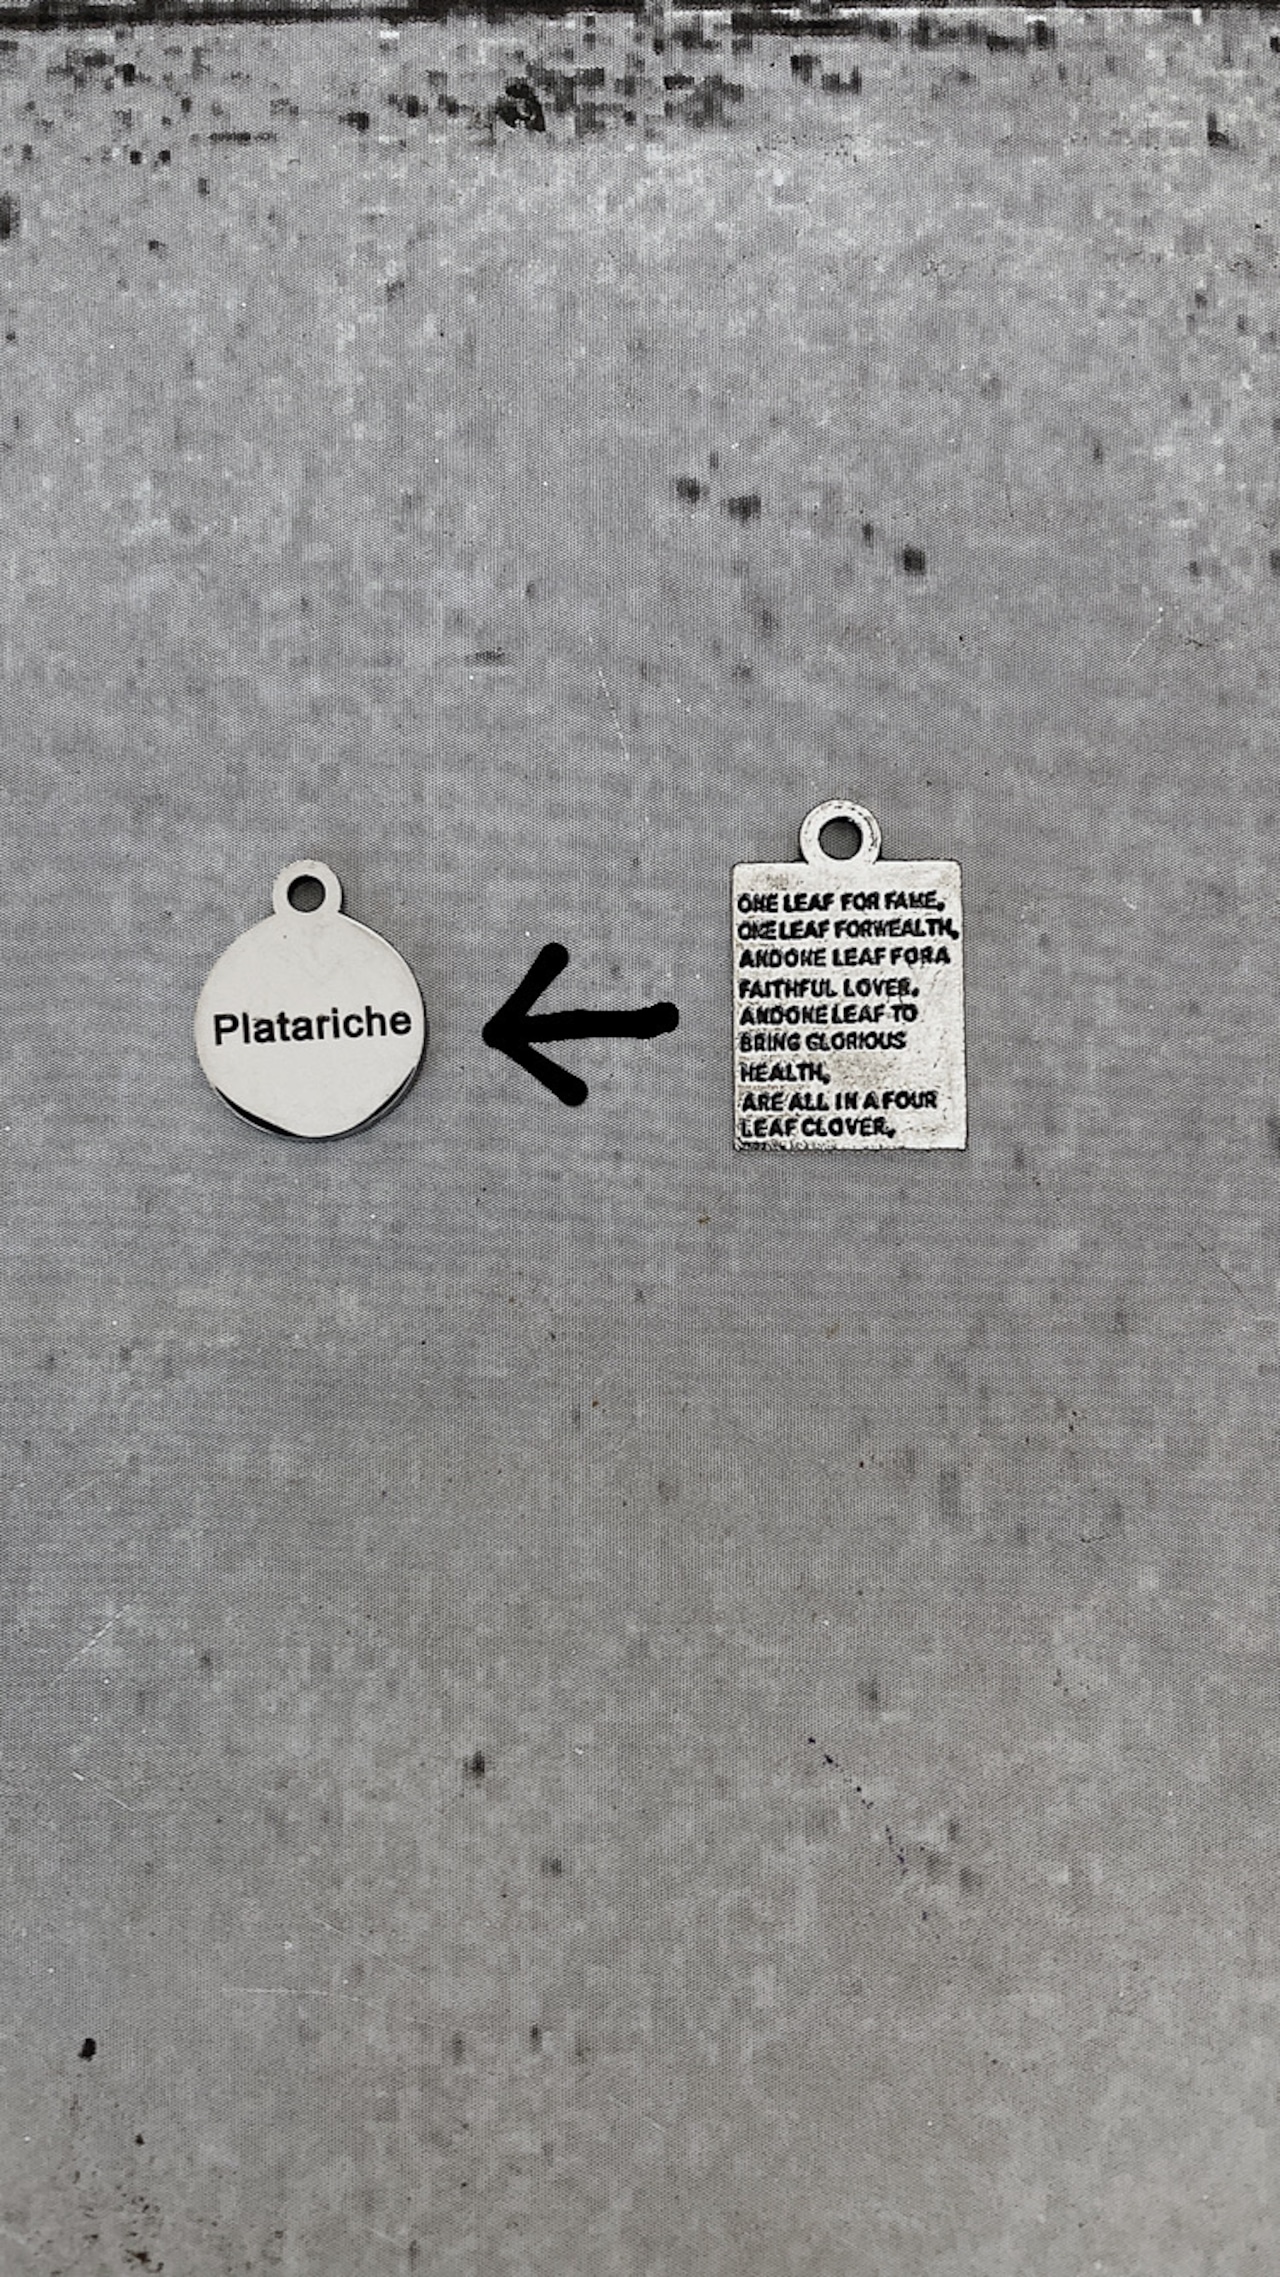 Platariche
ONE LEAF FOR FAME,
ONE LEAF FORWEALTH,
ANDONE LEAF FORA
FAITHFUL LOVER,
ANDONE LEAF TO
BRING GLORIOUS
HEALTH,
ARE ALL IN A FOUR
LEAF CLOVER,